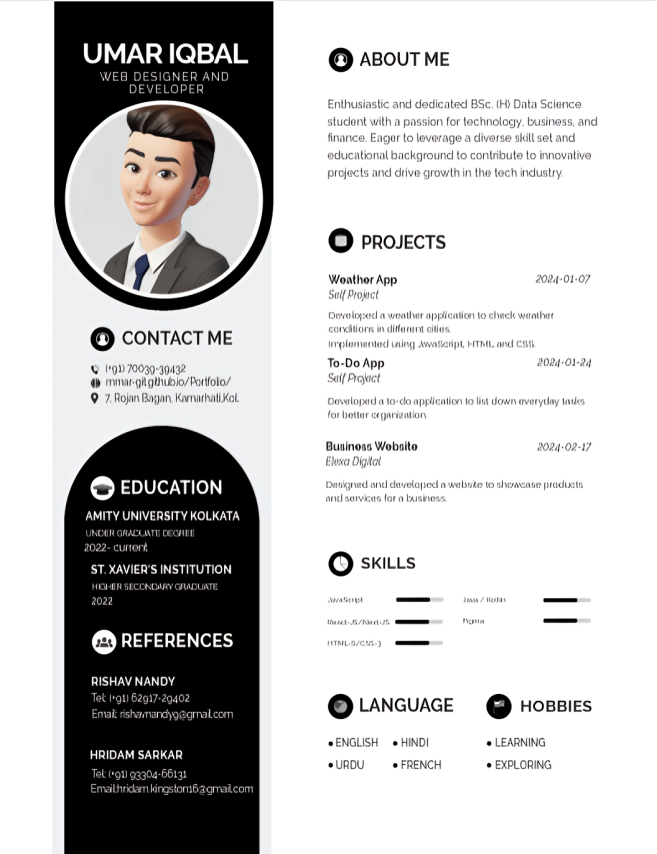 UMAR IQBAL
WEB DESIGNER AND
DEVELOPER
CONTACT ME
(+91) 70039-39432
mmar-git.github.io/Portfolio/
7, Rojan Bagan, Kamarhati,Kol.
EDUCATION
AMITY UNIVERSITY KOLKATA
UNDER GRADUATE DEGREE
2022- current
ST. XAVIER'S INSTITUTION
HIGHER SECONDARY GRADUATE
2022
REFERENCES
RISHAV NANDY
Tel: (+91) 62917-29402
Email: rishavnandy9@gmail.com
HRIDAM SARKAR
Tel: (+91) 93304-66131
Email:hridam.kingston16@gmail.com
ABOUT ME
Enthusiastic and dedicated BSc. (H) Data Science
student with a passion for technology, business, and
finance. Eager to leverage a diverse skill set and
educational background to contribute to innovative
projects and drive growth in the tech industry.
PROJECTS
Weather App 2024-01-07
Self Project
Developed a weather application to check weather
conditions in different cities.
Implemented using JavaScript, HTML and CSS.
To-Do App 2024-01-24
Self Project
Developed a to-do application to list down everyday tasks
for better organization.
Business Website 2024-02-17
Elexa Digital
Designed and developed a website to showcase products
and services for a business.
SKILLS
JavaScript Java / Kotlin
React-JS/Next-JS Figma
HTML-5/CSS-3
LANGUAGE
• ENGLISH • HINDI
• URDU • FRENCH
HOBBIES
• LEARNING
• EXPLORING